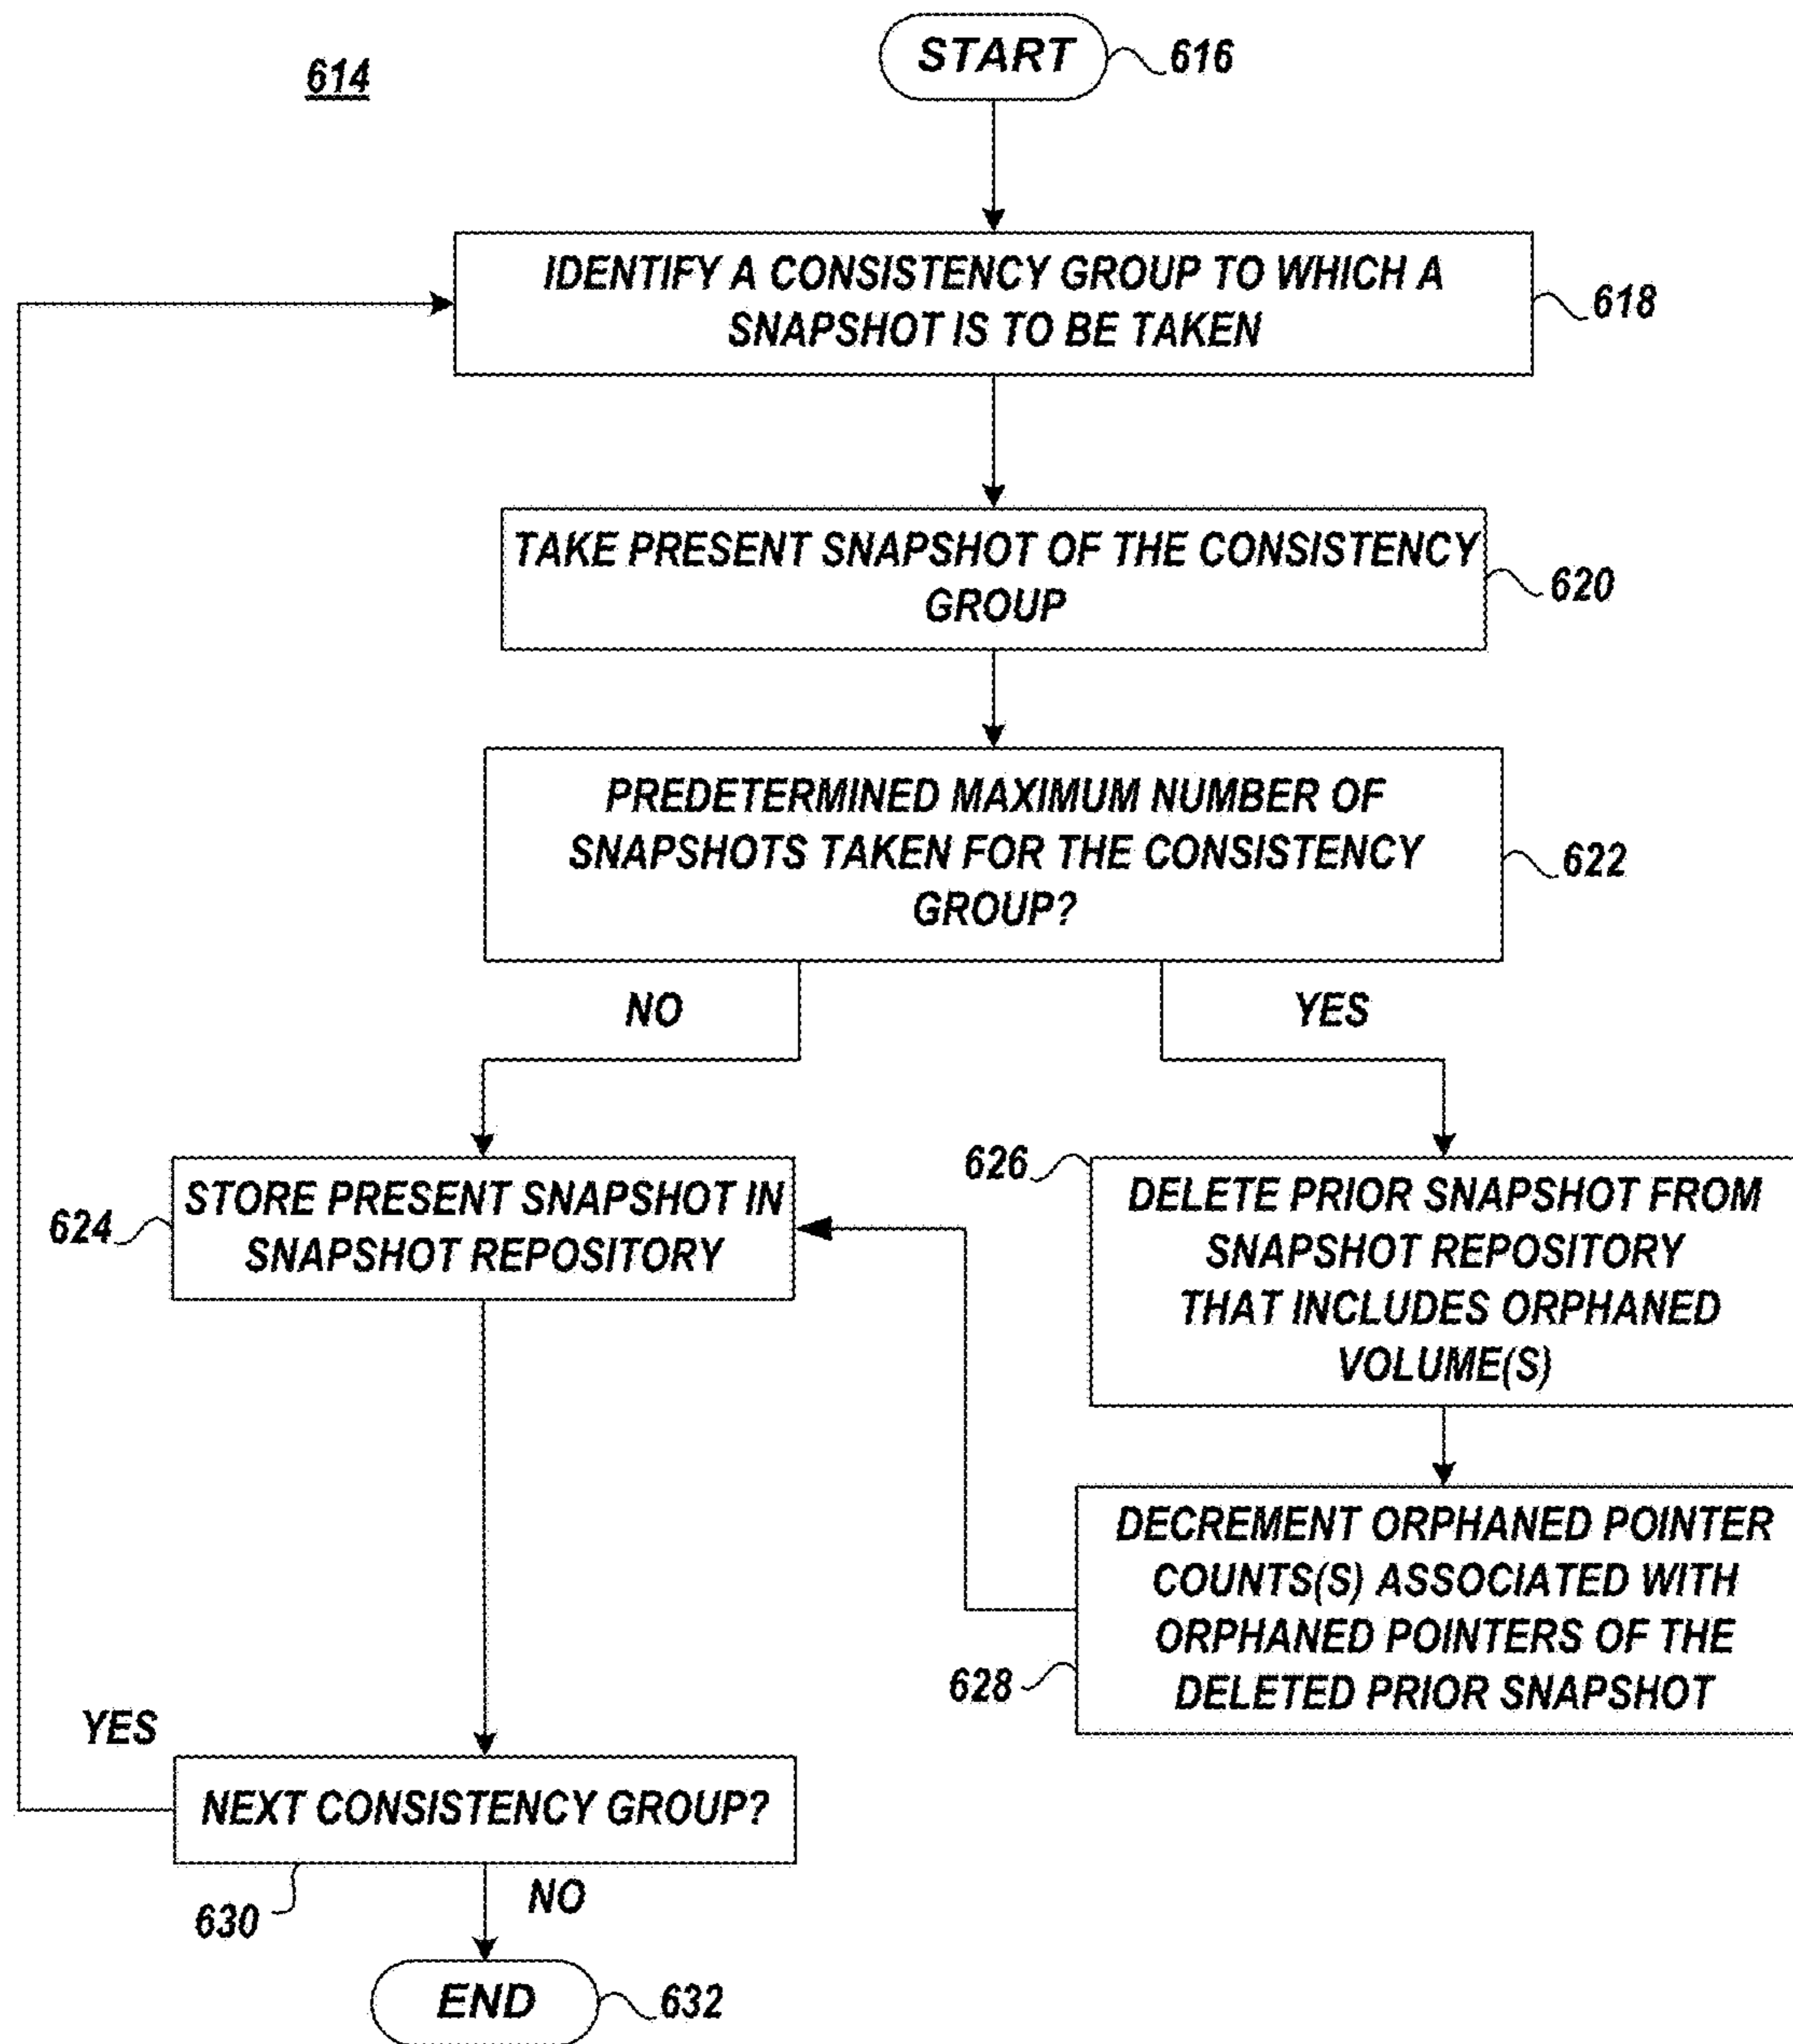 614
START
616
IDENTIFY A CONSISTENCY GROUP TO WHICH A
SNAPSHOT IS TO BE TAKEN
618
TAKE PRESENT SNAPSHOT OF THE CONSISTENCY
GROUP
620
PREDETERMINED MAXIMUM NUMBER OF
SNAPSHOTS TAKEN FOR THE CONSISTENCY
GROUP?
622
NO
YES
624
STORE PRESENT SNAPSHOT IN
SNAPSHOT REPOSITORY
626
DELETE PRIOR SNAPSHOT FROM
SNAPSHOT REPOSITORY
THAT INCLUDES ORPHANED
VOLUME(S)
628
DECREMENT ORPHANED POINTER
COUNTS(S) ASSOCIATED WITH
ORPHANED POINTERS OF THE
DELETED PRIOR SNAPSHOT
YES
NEXT CONSISTENCY GROUP?
630
NO
END
632